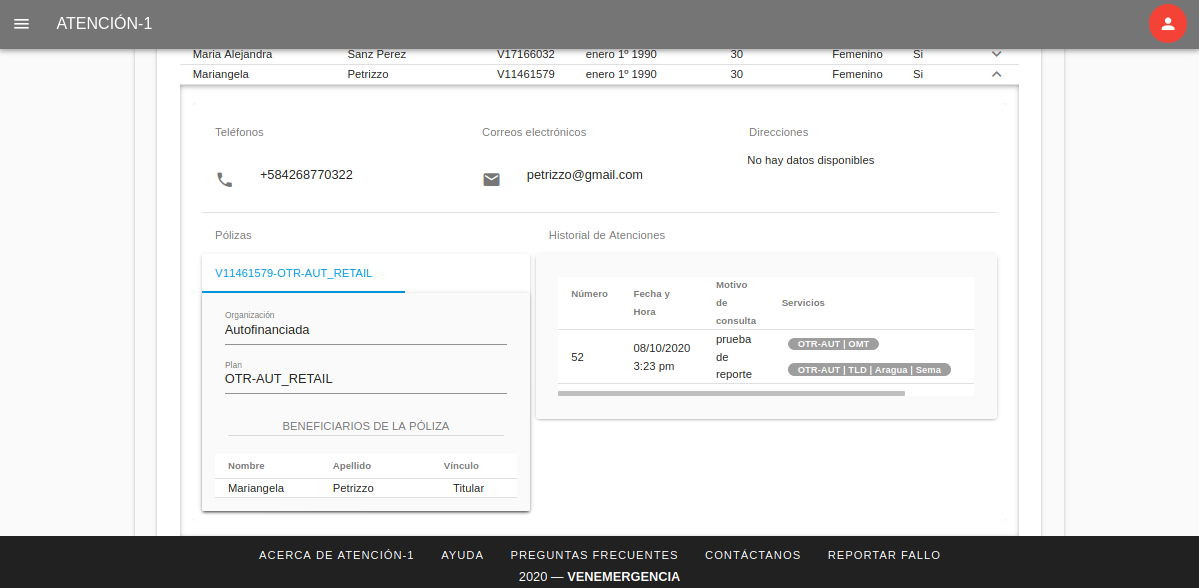 ATENCIÓN-1
Maria Alejandra Sanz Perez V17166032 enero 1º 1990 30 Femenino Si
Mariangela Petrizzo V11461579 enero 1º 1990 30 Femenino Si
Teléfonos Correos electrónicos Direcciones
+584268770322 petrizzo@gmail.com No hay datos disponibles
Pólizas
V11461579-OTR-AUT_RETAIL
Organización
Autofinanciada
Plan
OTR-AUT_RETAIL
BENEFICIARIOS DE LA PÓLIZA
Nombre Apellido Vínculo
Mariangela Petrizzo Titular
Historial de Atenciones
Número Fecha y Hora Motivo de consulta Servicios
52 08/10/2020 3:23 pm prueba de reporte OTR-AUT | OMT
OTR-AUT | TLD | Aragua | Sema
ACERCA DE ATENCIÓN-1 AYUDA PREGUNTAS FRECUENTES CONTÁCTANOS REPORTAR FALLO
2020 — VENEMERGENCIA